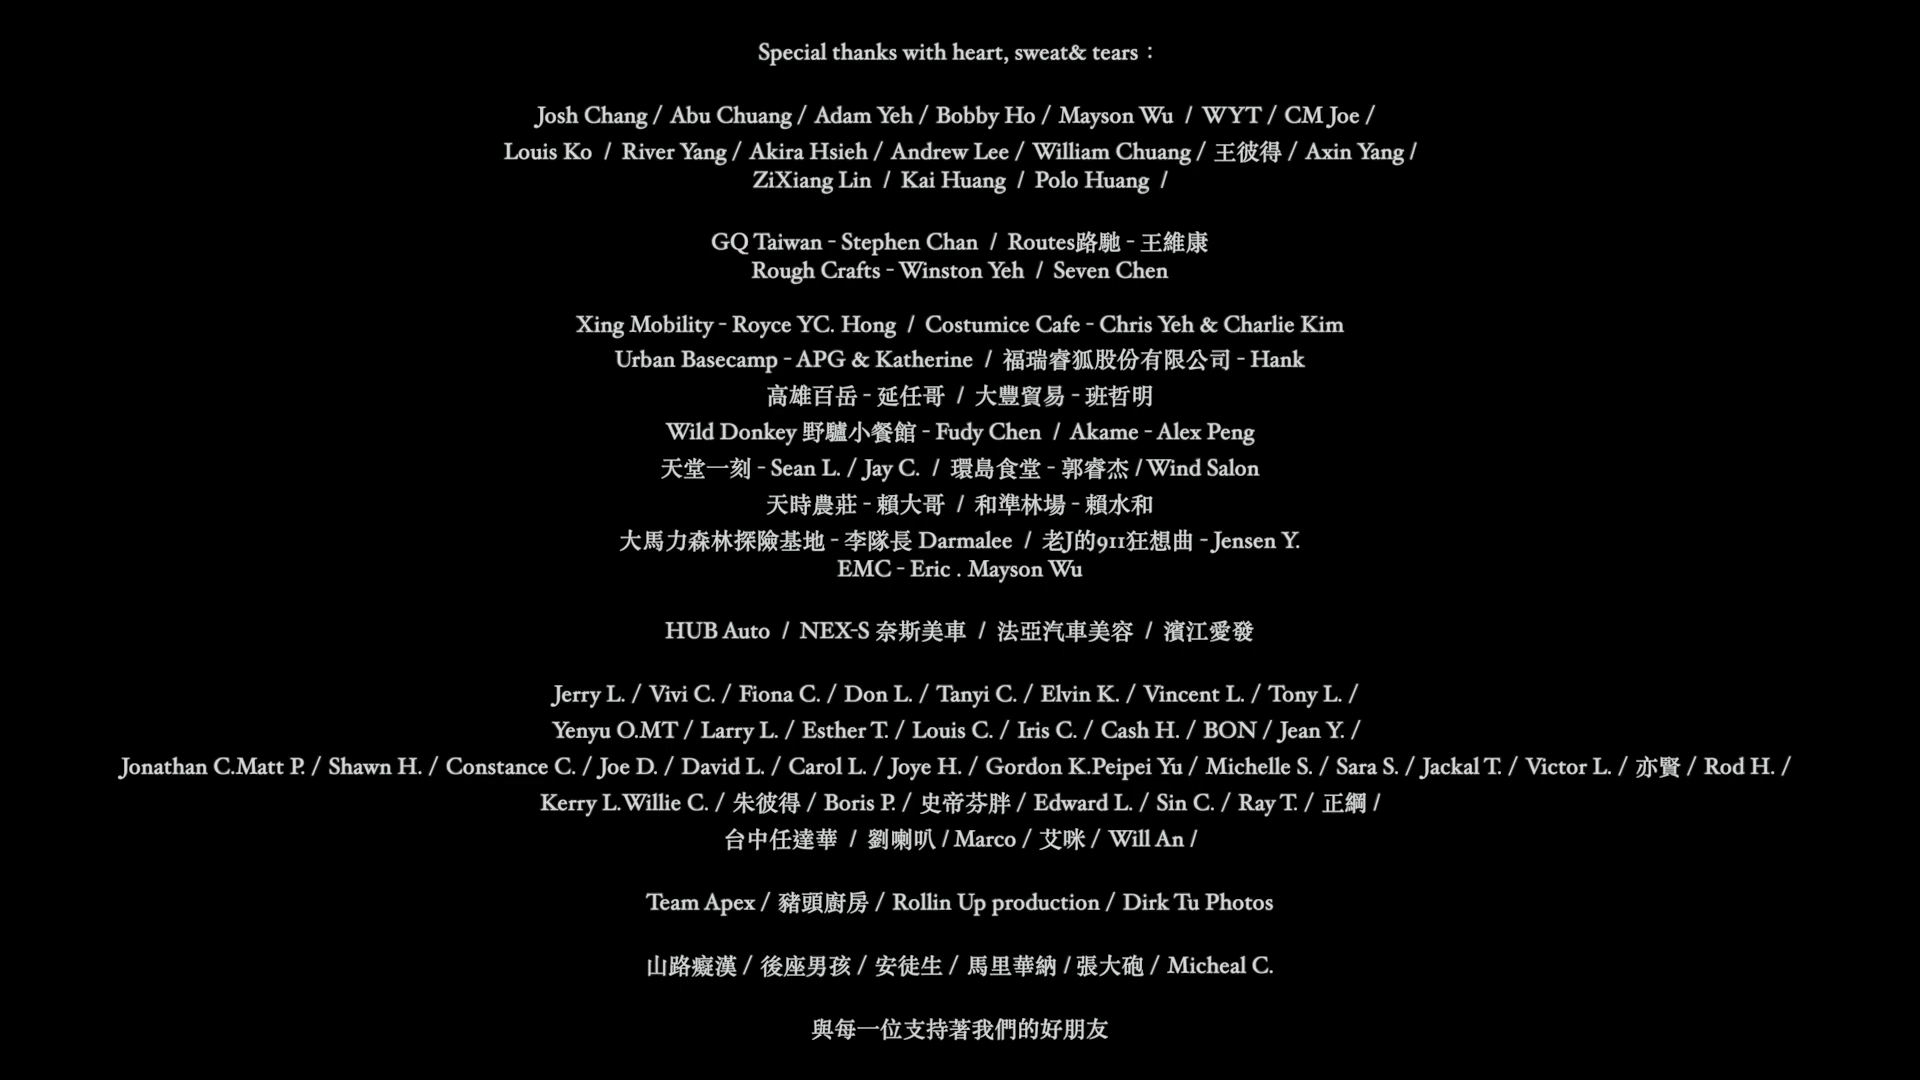 Special thanks with heart, sweat& tears：
Josh Chang / Abu Chuang / Adam Yeh / Bobby Ho / Mayson Wu / WYT / CM Joe /
Louis Ko / River Yang / Akira Hsieh / Andrew Lee / William Chuang / 王彼得 / Axin Yang /
ZiXiang Lin / Kai Huang / Polo Huang /
GQ Taiwan - Stephen Chan / Routes路馳 - 王維康
Rough Crafts - Winston Yeh / Seven Chen
Xing Mobility - Royce YC. Hong / Costumice Cafe - Chris Yeh & Charlie Kim
Urban Basecamp - APG & Katherine / 福瑞睿狐股份有限公司 - Hank
高雄百岳 - 延任哥 / 大豐貿易 - 班哲明
Wild Donkey 野驢小餐館 - Fudy Chen / Akame - Alex Peng
天堂一刻 - Sean L. / Jay C. / 環島食堂 - 郭睿杰 / Wind Salon
天時農莊 - 賴大哥 / 和準林場 - 賴水和
大馬力森林探險基地 - 李隊長 Darmalee / 老J的911狂想曲 - Jensen Y.
EMC - Eric . Mayson Wu
HUB Auto / NEX-S 奈斯美車 / 法亞汽車美容 / 濱江愛發
Jerry L. / Vivi C. / Fiona C. / Don L. / Tanyi C. / Elvin K. / Vincent L. / Tony L. /
Yenyu O.MT / Larry L. / Esther T. / Louis C. / Iris C. / Cash H. / BON / Jean Y. /
Jonathan C.Matt P. / Shawn H. / Constance C. / Joe D. / David L. / Carol L. / Joye H. / Gordon K.Peipei Yu / Michelle S. / Sara S. / Jackal T. / Victor L. / 亦賢 / Rod H. /
Kerry L.Willie C. / 朱彼得 / Boris P. / 史帝芬胖 / Edward L. / Sin C. / Ray T. / 正綱 /
台中任達華 / 劉喇叭 / Marco / 艾咪 / Will An /
Team Apex / 豬頭廚房 / Rollin Up production / Dirk Tu Photos
山路癡漢 / 後座男孩 / 安徒生 / 馬里華納 / 張大砲 / Micheal C.
與每一位支持著我們的好朋友